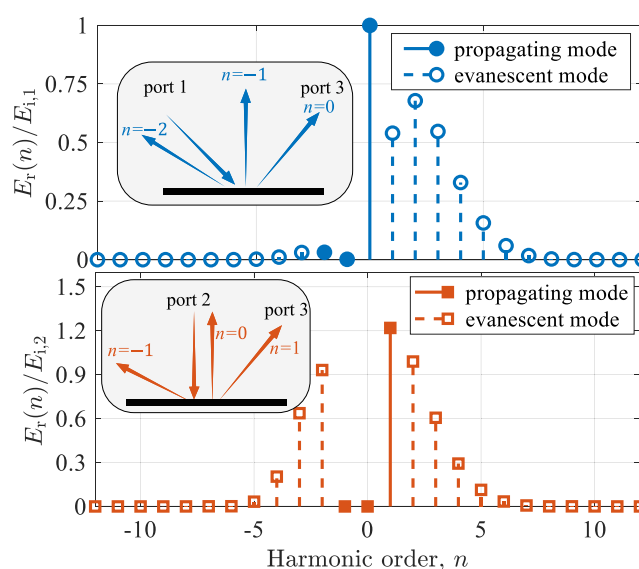 1
0.75
0.5
0.25
0
E_r(n)/E_{i,1}
propagating mode
evanescent mode
port 1
n=−1
port 3
n=0
n=−2
1.5
1.2
0.9
0.6
0.3
0
E_r(n)/E_{i,2}
propagating mode
evanescent mode
port 2
port 3
n=0
n=−1
n=1
-10
-5
0
5
10
Harmonic order, n